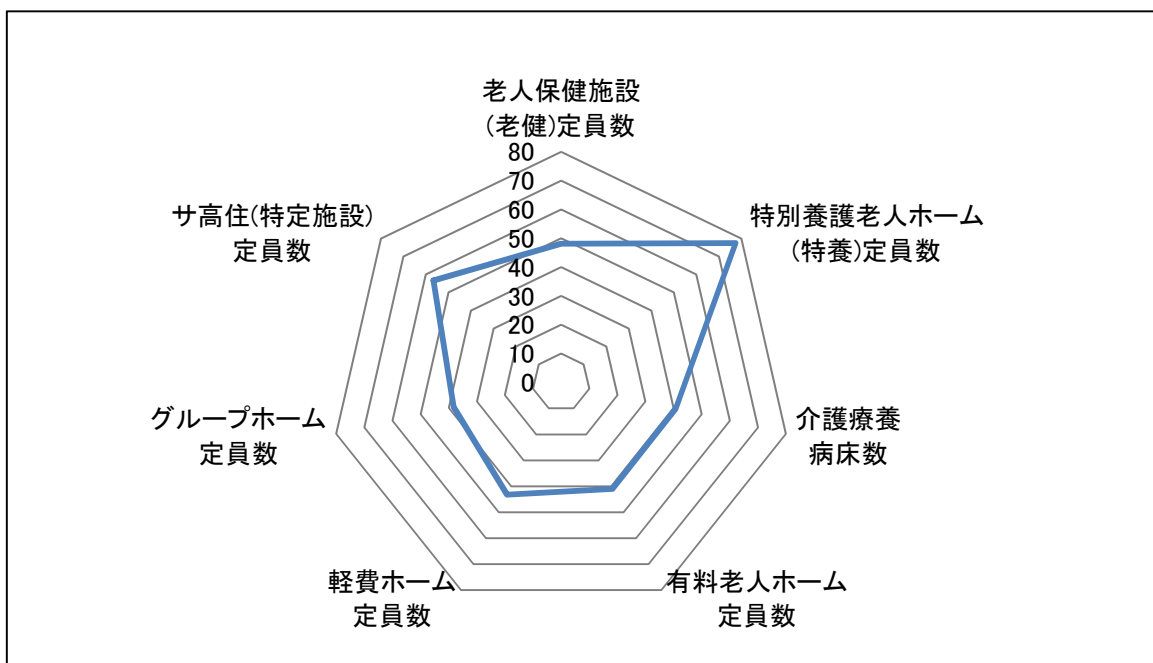 老人保健施設
(老健)定員数
80
70
60
50
40
30
20
10
0
特別養護老人ホーム
(特養)定員数
介護療養
病床数
有料老人ホーム
定員数
軽費ホーム
定員数
グループホーム
定員数
サ高住(特定施設)
定員数